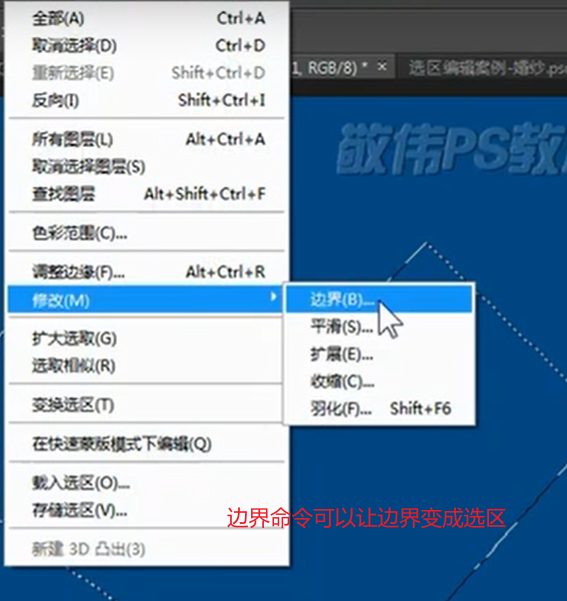 全部(A) Ctrl+A
取消选择(D) Ctrl+D
重新选择(E) Shift+Ctrl+D
反向(I) Shift+Ctrl+I
1, RGB/8) * × 选区编辑案例-婚纱.psd
所有图层(L) Alt+Ctrl+A
取消选择图层(S)
查找图层 Alt+Shift+Ctrl+F
敬伟PS教
色彩范围(C)...
调整边缘(F)... Alt+Ctrl+R
修改(M)
边界(B)...
平滑(S)...
扩展(E)...
收缩(C)...
羽化(F)... Shift+F6
扩大选取(G)
选取相似(R)
变换选区(T)
在快速蒙版模式下编辑(Q)
载入选区(O)...
存储选区(V)...
边界命令可以让边界变成选区
新建 3D 凸出(3)